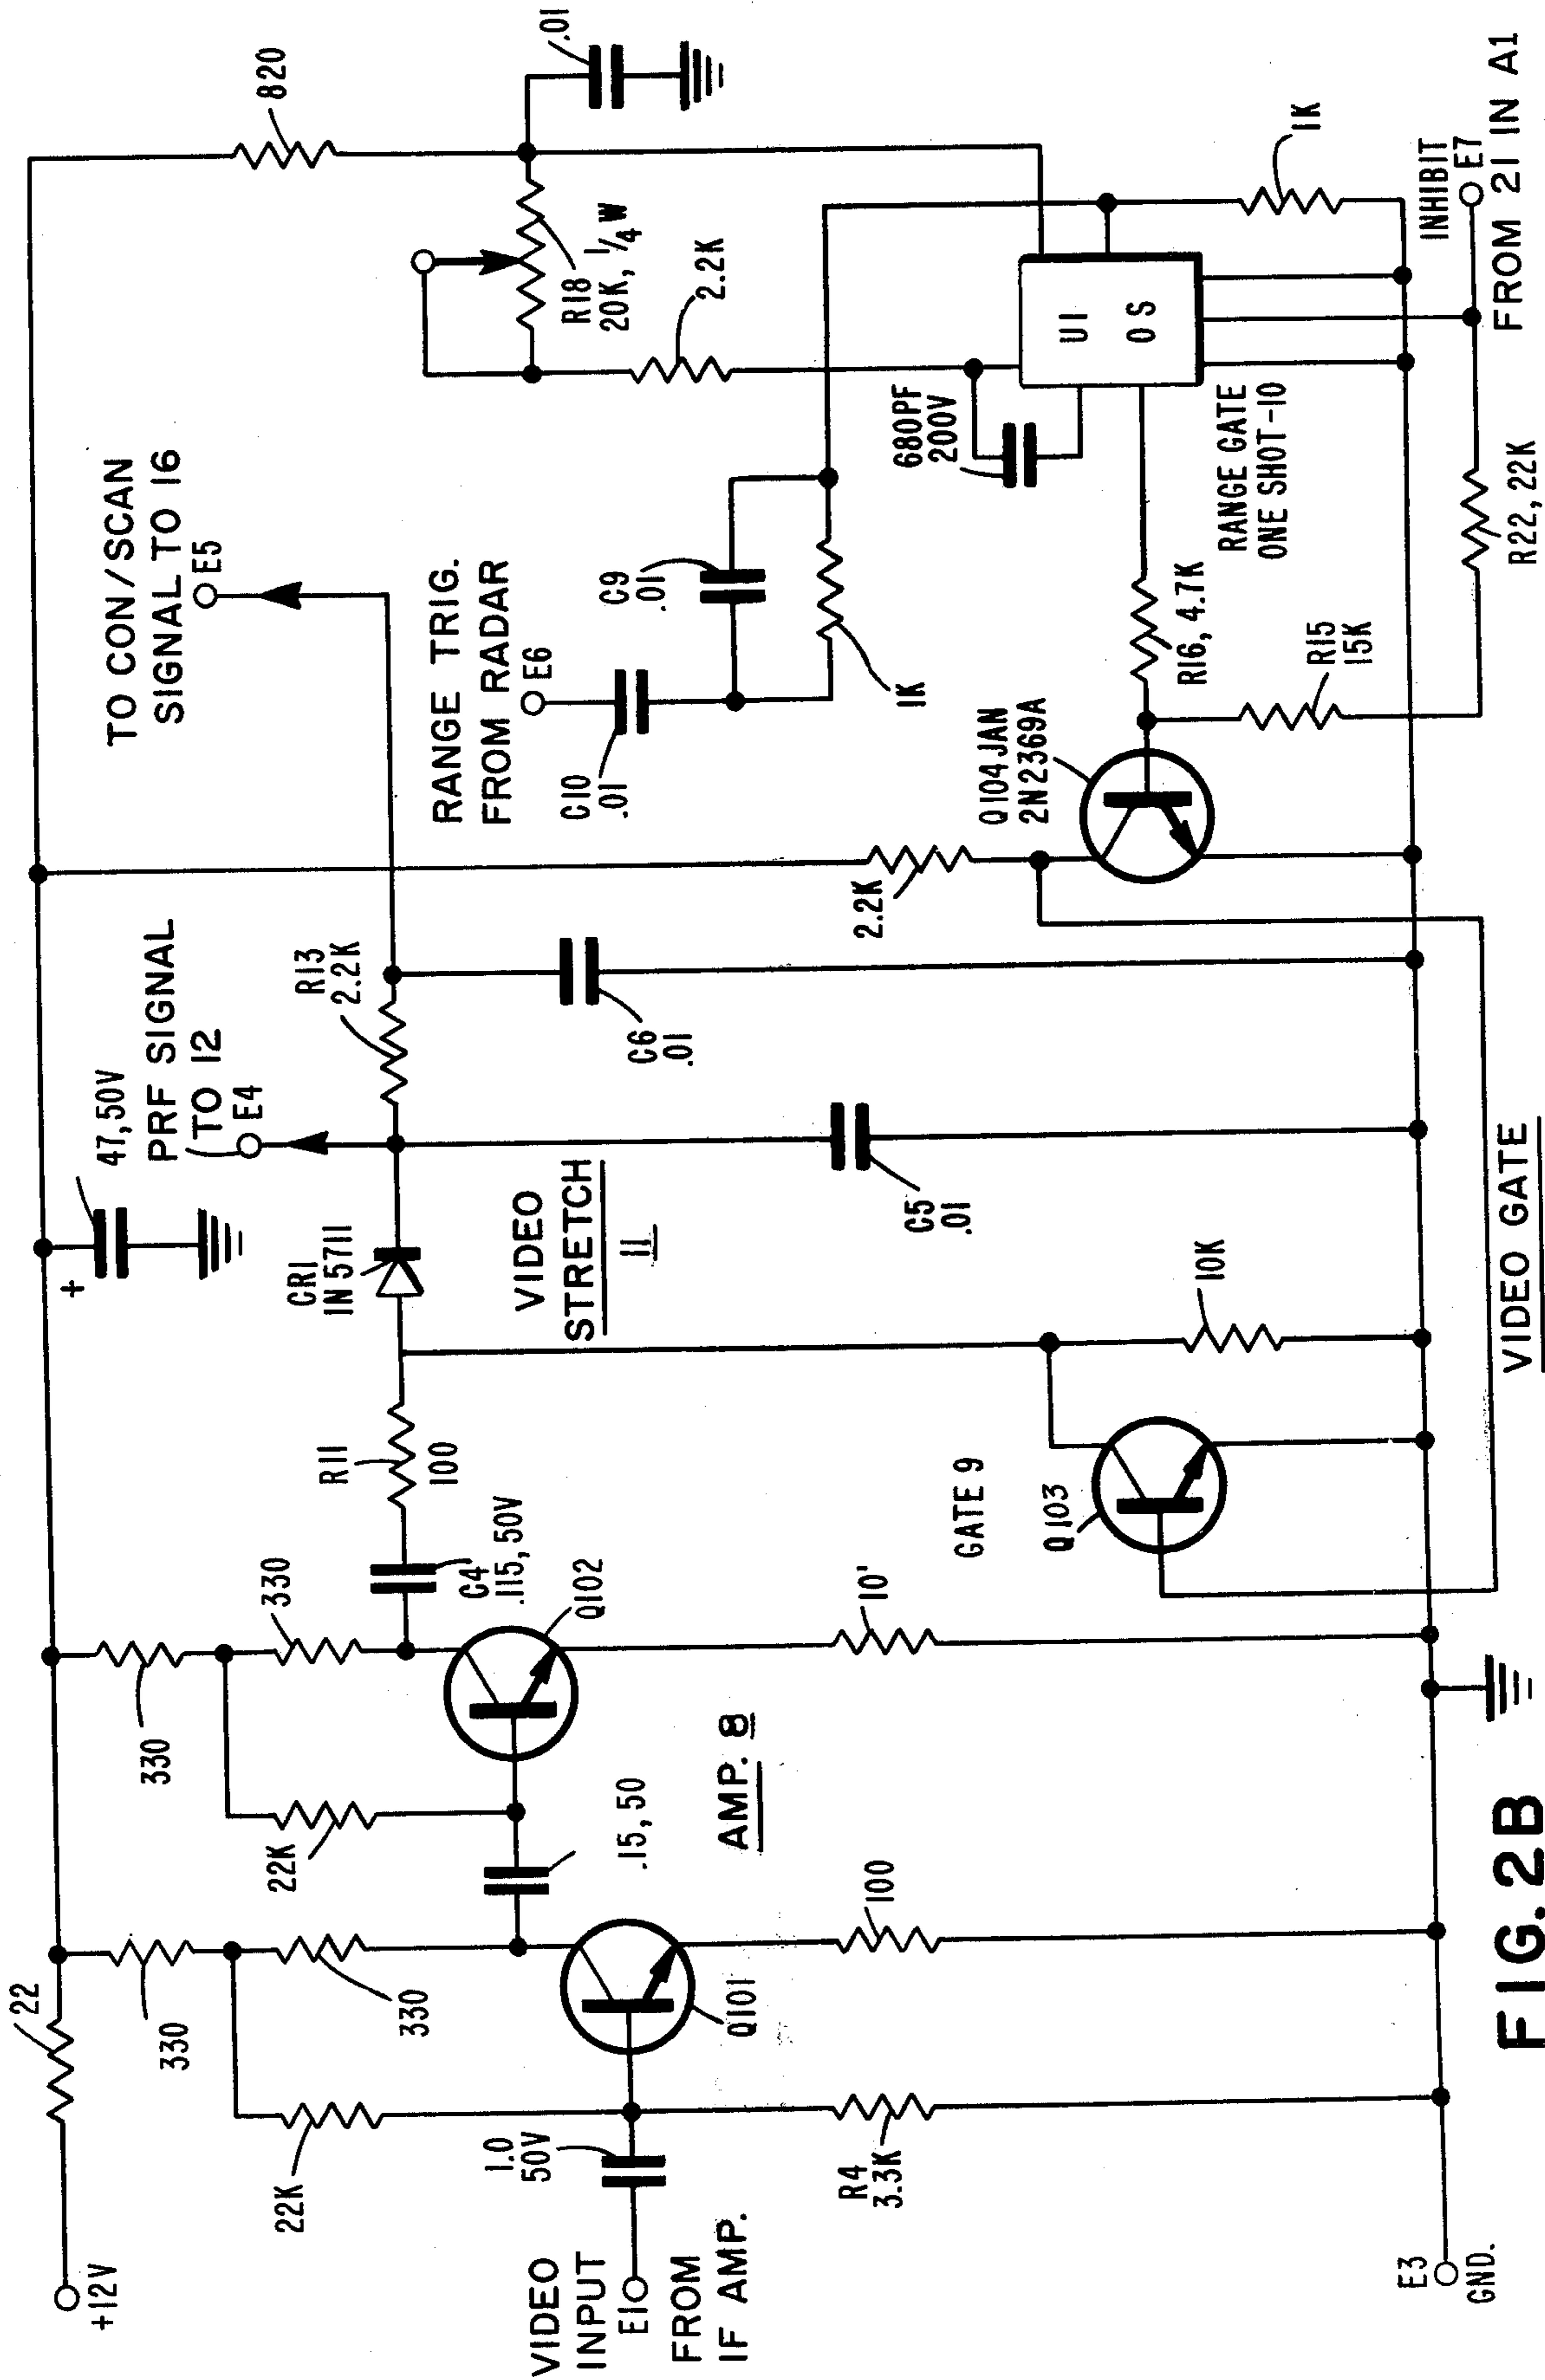 +12V
22
330
330
22K
VIDEO
INPUT
E1
FROM
IF AMP.
1.0
50V
R4
3.3K
E3
GND.
Q101
100
.15, 50
AMP. 8
22K
330
330
Q102
10'
C4
.115, 50V
R11
100
GATE 9
Q103
10K
CR1
1N5711
VIDEO
STRETCH
11
+
47, 50V
PRF SIGNAL
TO 12
E4
R13
2.2K
C5
.01
C6
.01
TO CON/SCAN
SIGNAL TO 16
E5
RANGE TRIG.
FROM RADAR
E6
C10
.01
C9
.01
1K
2.2K
Q104 JAN
2N2369A
R16, 4.7K
R15
15K
680PF
200V
U1
OS
RANGE GATE
ONE SHOT-10
R22, 22K
R18
20K, 1/4W
2.2K
820
.01
1K
INHIBIT
E7
FROM 21 IN A1
VIDEO GATE
FIG. 2B